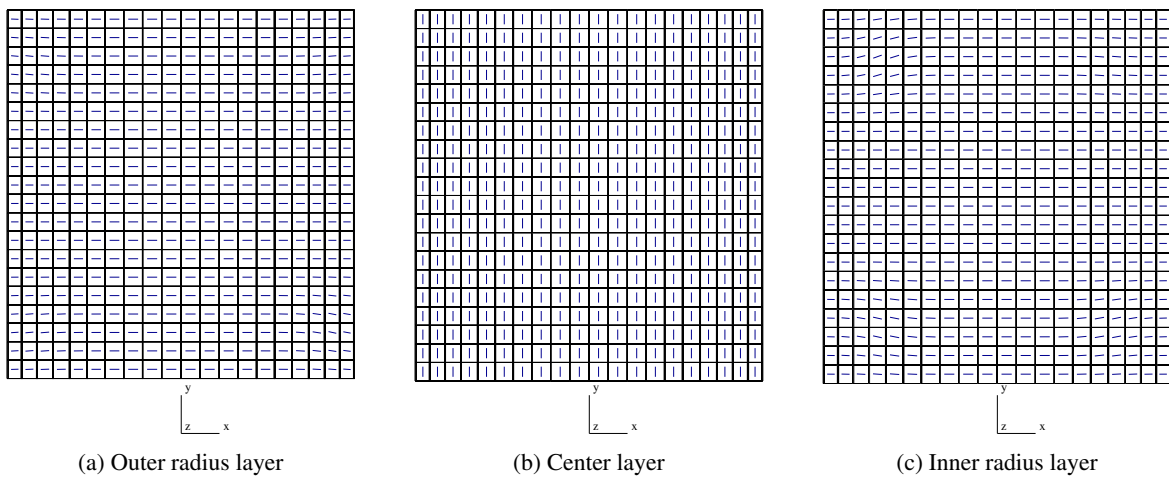 y
z x
y
z x
y
z x
(a) Outer radius layer
(b) Center layer
(c) Inner radius layer